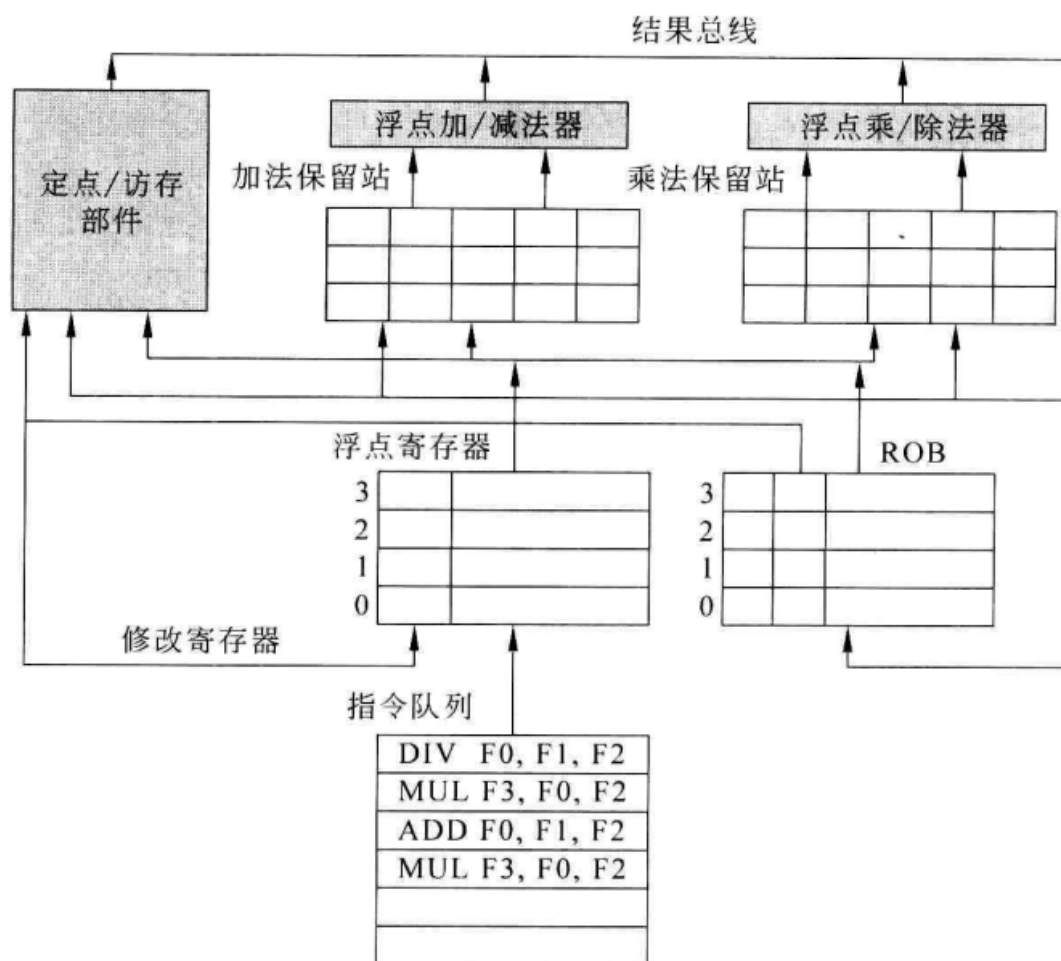 结果总线
浮点加/减法器
浮点乘/除法器
加法保留站
乘法保留站
定点/访存
部件
浮点寄存器
ROB
3
2
1
0
3
2
1
0
修改寄存器
指令队列
DIV F0, F1, F2
MUL F3, F0, F2
ADD F0, F1, F2
MUL F3, F0, F2